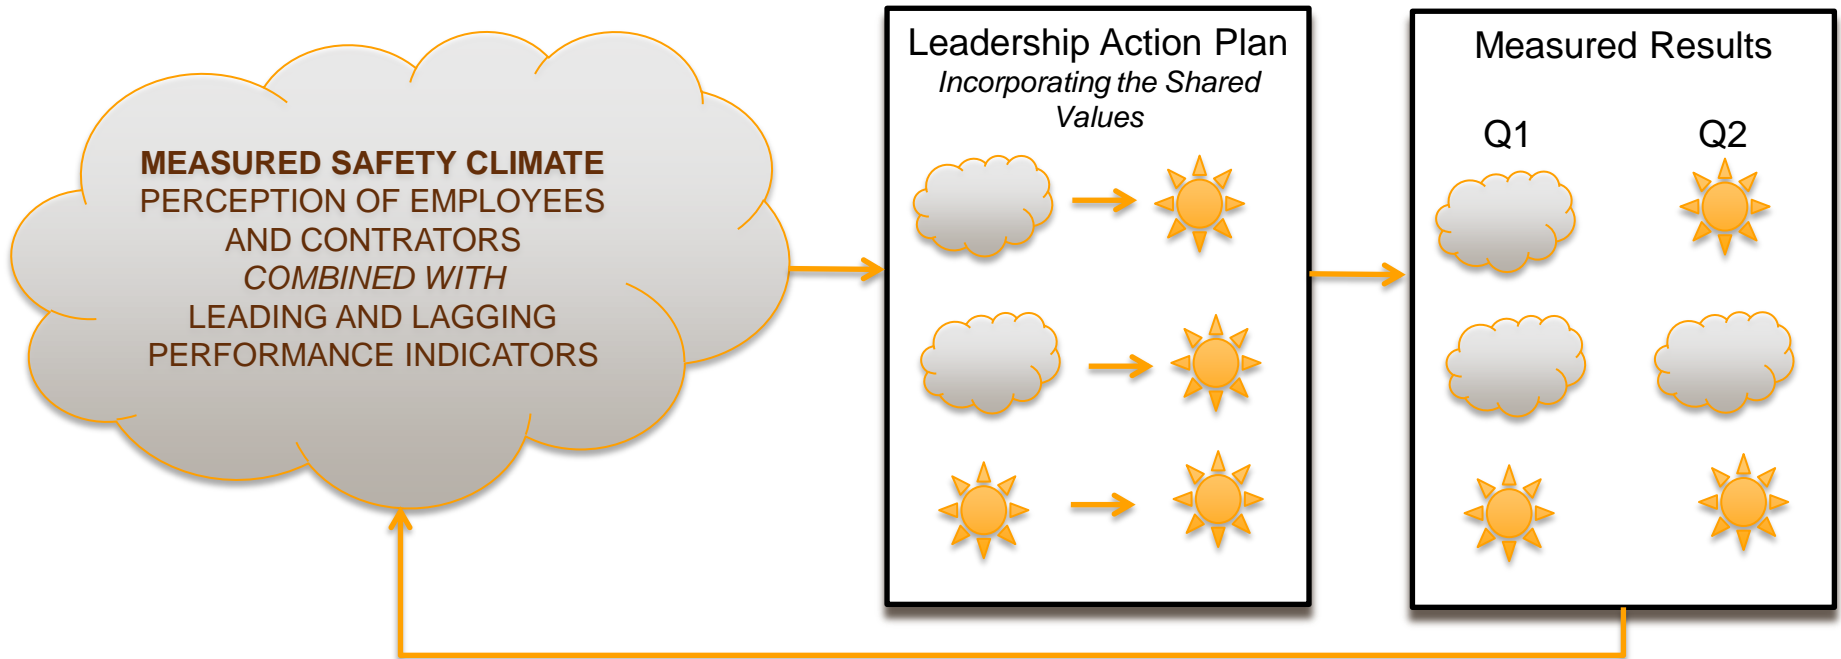 MEASURED SAFETY CLIMATE
PERCEPTION OF EMPLOYEES
AND CONTRATORS
COMBINED WITH
LEADING AND LAGGING
PERFORMANCE INDICATORS
Leadership Action Plan
Incorporating the Shared
Values
Measured Results
Q1
Q2